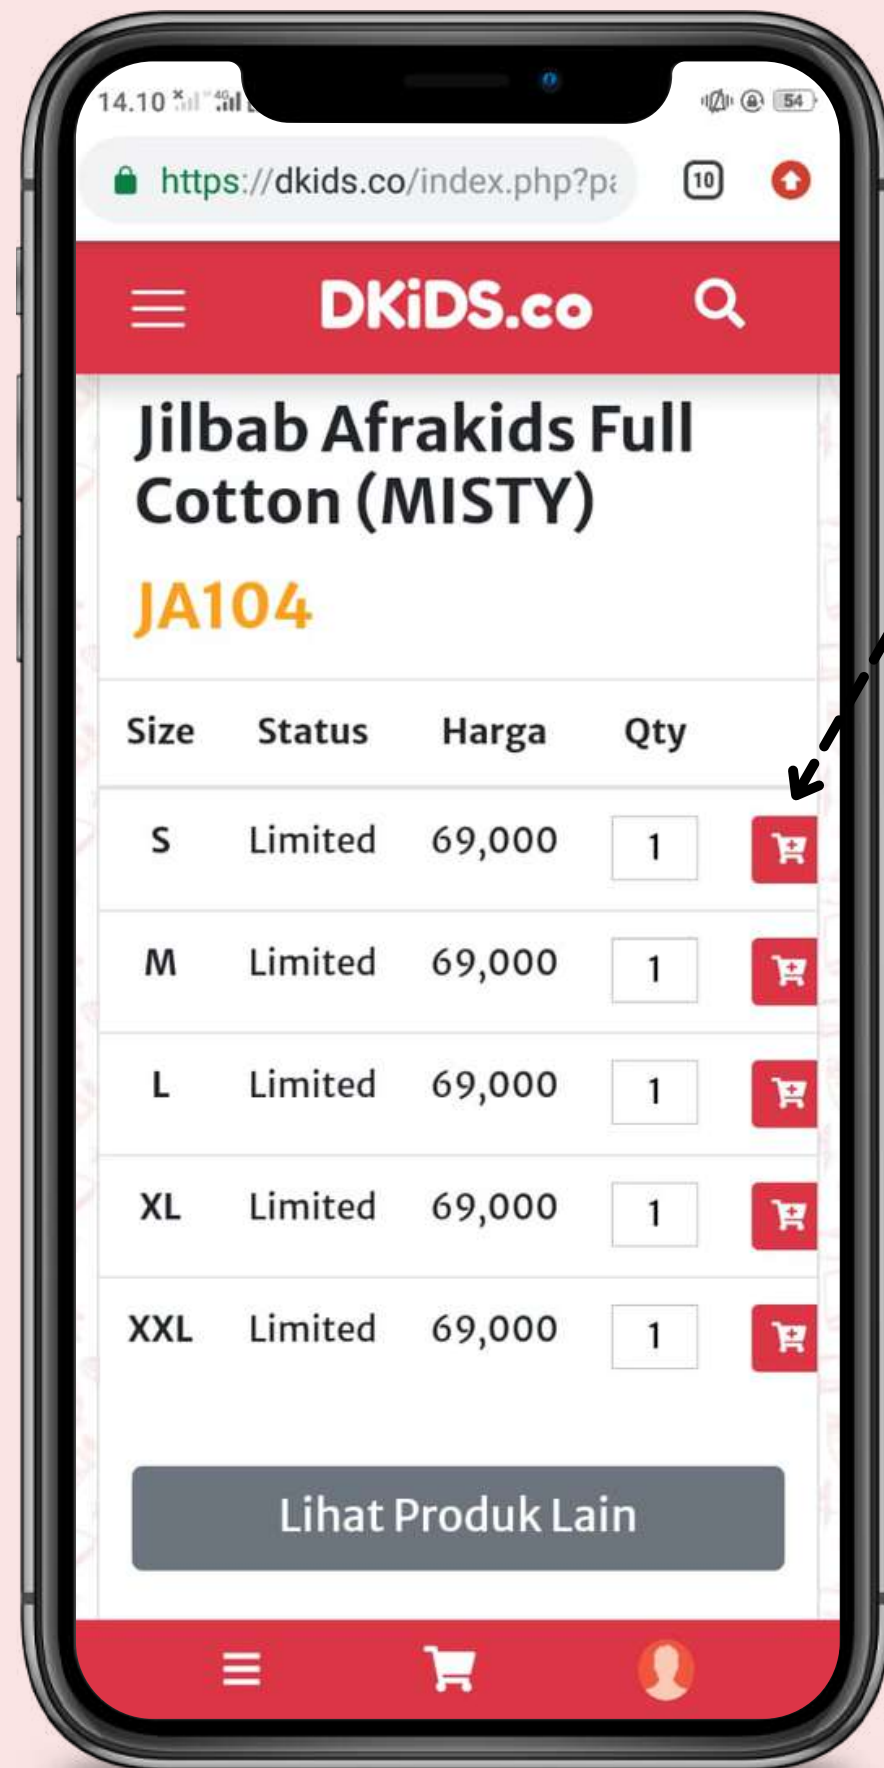 14.10 4G 54
https://dkids.co/index.php?pa 10
DKiDS.co
Jilbab Afrakids Full
Cotton (MISTY)
JA104
Size Status Harga Qty
S Limited 69,000 1
M Limited 69,000 1
L Limited 69,000 1
XL Limited 69,000 1
XXL Limited 69,000 1
Lihat Produk Lain